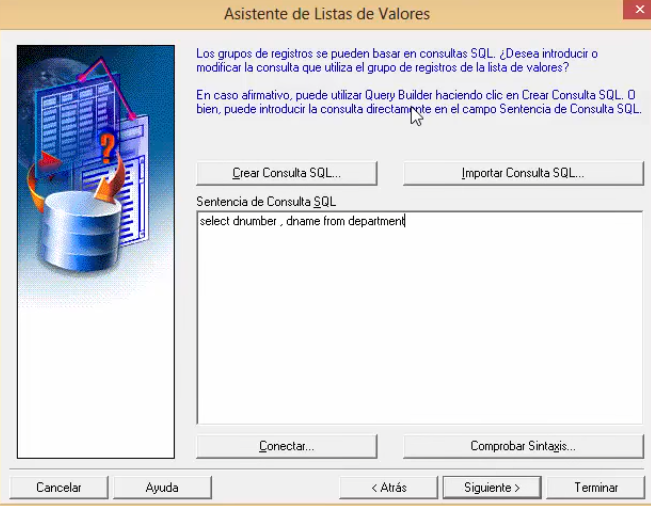 Asistente de Listas de Valores
Los grupos de registros se pueden basar en consultas SQL. ¿Desea introducir o
modificar la consulta que utiliza el grupo de registros de la lista de valores?
En caso afirmativo, puede utilizar Query Builder haciendo clic en Crear Consulta SQL. O
bien, puede introducir la consulta directamente en el campo Sentencia de Consulta SQL.
Crear Consulta SQL...
Importar Consulta SQL...
Sentencia de Consulta SQL
select dnumber , dname from department
Conectar...
Comprobar Sintaxis...
Cancelar
Ayuda
< Atrás
Siguiente >
Terminar